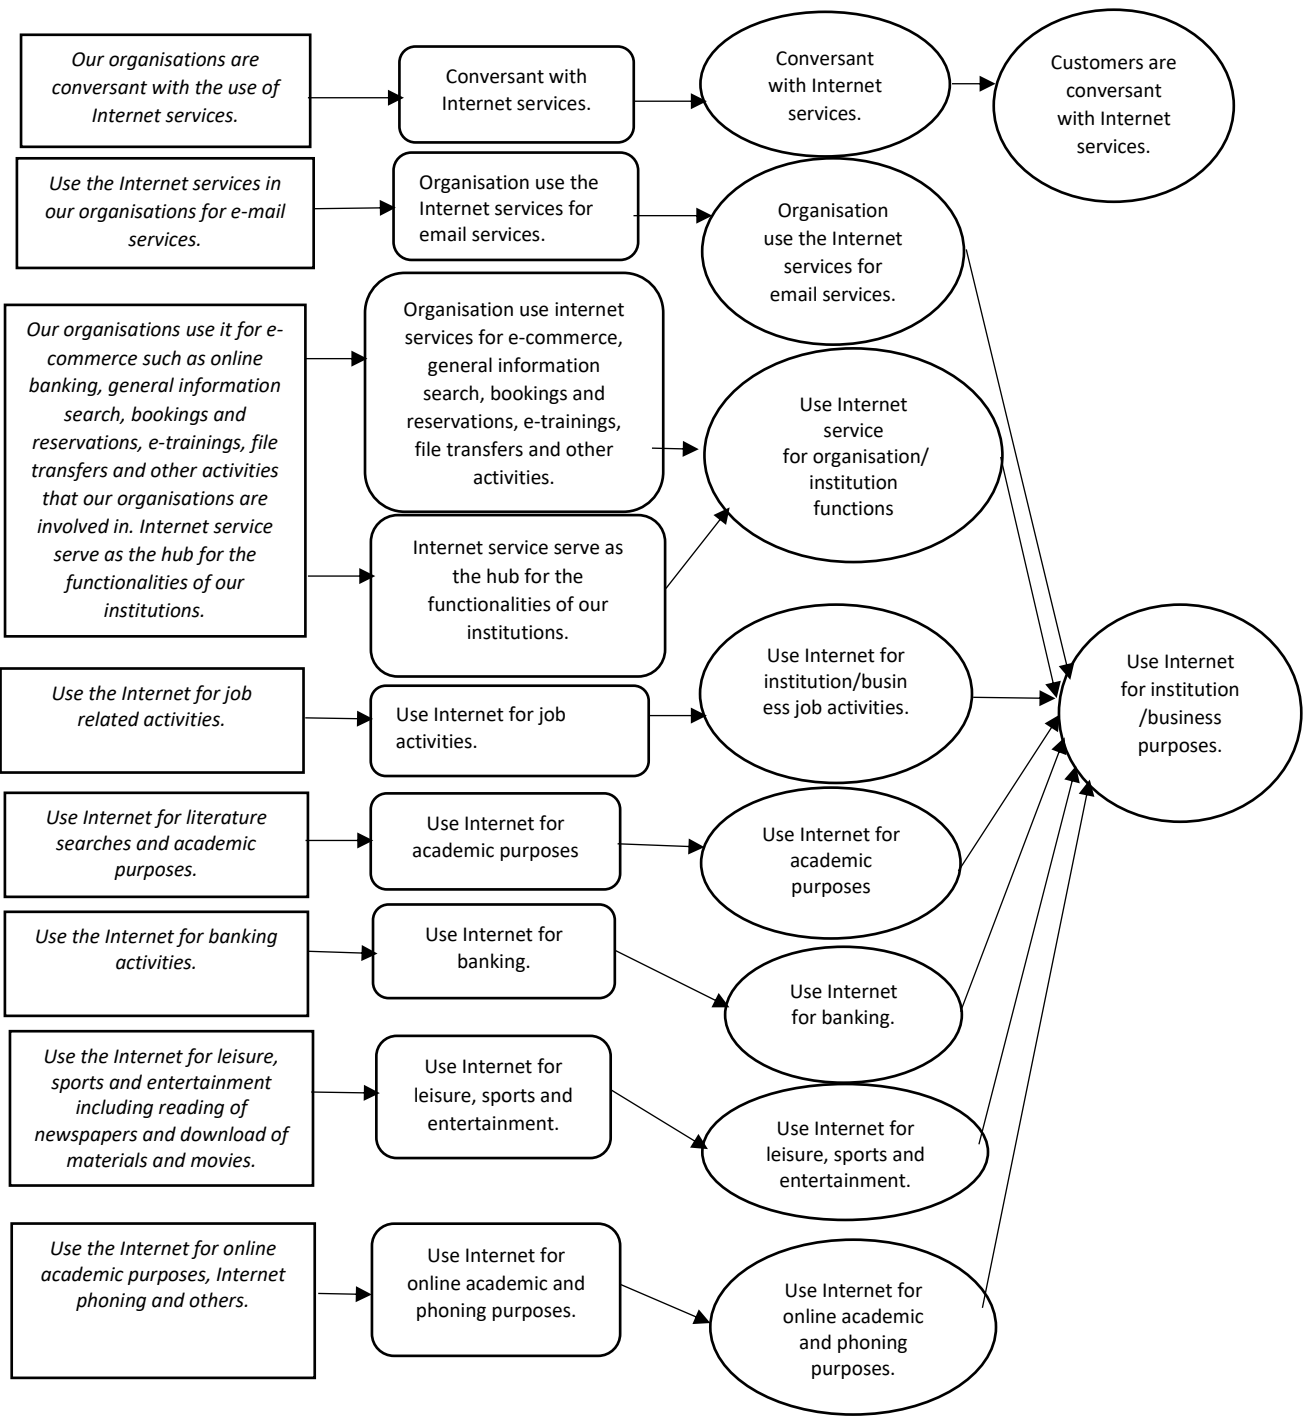 Our organisations are
conversant with the use of
Internet services.
Conversant with
Internet services.
Conversant
with Internet
services.
Customers are
conversant
with Internet
services.
Use the Internet services in
our organisations for e-mail
services.
Organisation use the
Internet services for
email services.
Organisation
use the Internet
services for
email services.
Our organisations use it for e-
commerce such as online
banking, general information
search, bookings and
reservations, e-trainings, file
transfers and other activities
that our organisations are
involved in. Internet service
serve as the hub for the
functionalities of our
institutions.
Organisation use internet
services for e-commerce,
general information
search, bookings and
reservations, e-trainings,
file transfers and other
activities.
Internet service serve as
the hub for the
functionalities of our
institutions.
Use Internet
service
for organisation/
institution
functions
Use the Internet for job
related activities.
Use Internet for job
activities.
Use Internet for
institution/busin
ess job activities.
Use Internet
for institution
/business
purposes.
Use Internet for literature
searches and academic
purposes.
Use Internet for
academic purposes
Use Internet for
academic
purposes
Use the Internet for banking
activities.
Use Internet for
banking.
Use Internet
for banking.
Use the Internet for leisure,
sports and entertainment
including reading of
newspapers and download of
materials and movies.
Use Internet for
leisure, sports and
entertainment.
Use Internet for
leisure, sports and
entertainment.
Use the Internet for online
academic purposes, Internet
phoning and others.
Use Internet for
online academic and
phoning purposes.
Use Internet for
online academic
and phoning
purposes.